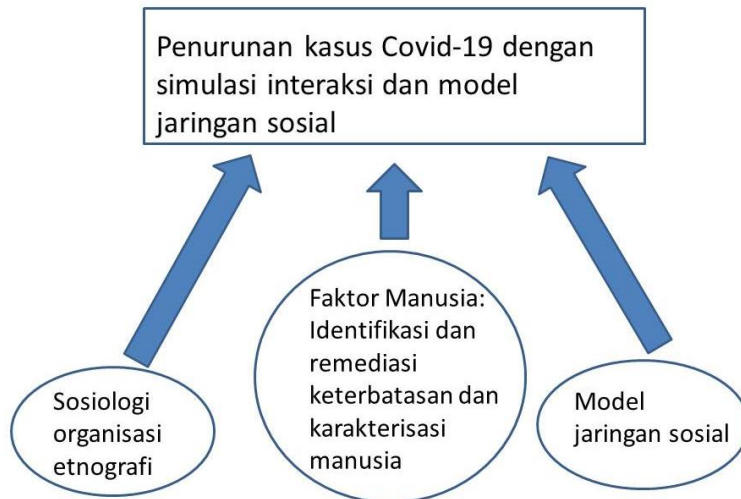 Penurunan kasus Covid-19 dengan
simulasi interaksi dan model
jaringan sosial
Sosiologi
organisasi
etnografi
Faktor Manusia:
Identifikasi dan
remediasi
keterbatasan dan
karakterisasi
manusia
Model
jaringan sosial